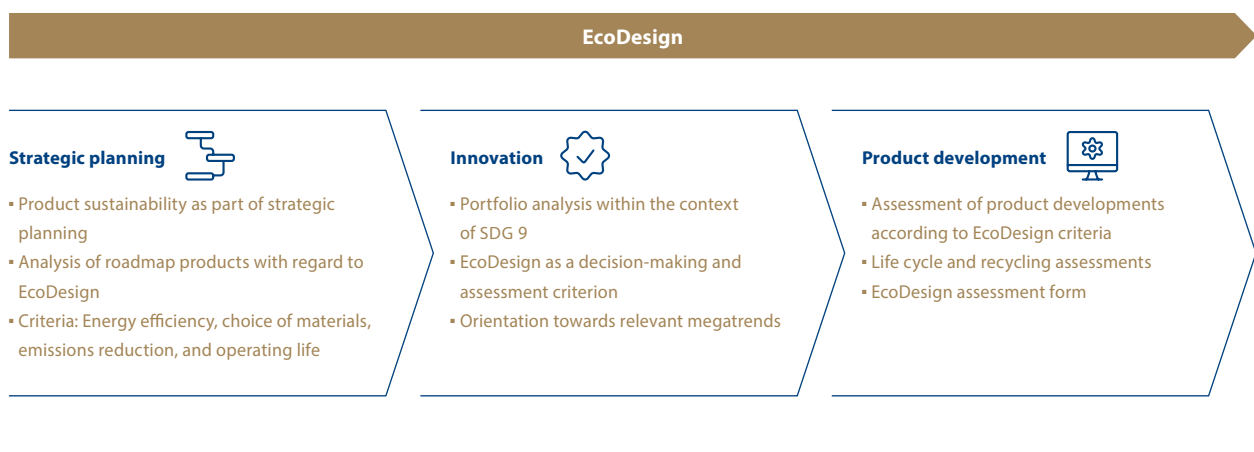 EcoDesign
Strategic planning
▪ Product sustainability as part of strategic
planning
▪ Analysis of roadmap products with regard to
EcoDesign
▪ Criteria: Energy efficiency, choice of materials,
emissions reduction, and operating life
Innovation
▪ Portfolio analysis within the context
of SDG 9
▪ EcoDesign as a decision-making and
assessment criterion
▪ Orientation towards relevant megatrends
Product development
▪ Assessment of product developments
according to EcoDesign criteria
▪ Life cycle and recycling assessments
▪ EcoDesign assessment form